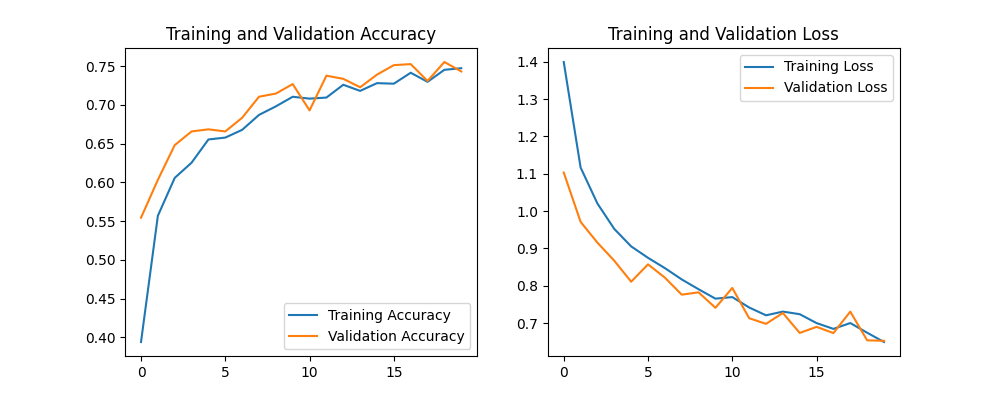 Training and Validation Accuracy
0.75
0.70
0.65
0.60
0.55
0.50
0.45
0.40
0 5 10 15
Training Accuracy
Validation Accuracy
Training and Validation Loss
1.4
1.3
1.2
1.1
1.0
0.9
0.8
0.7
0 5 10 15
Training Loss
Validation Loss